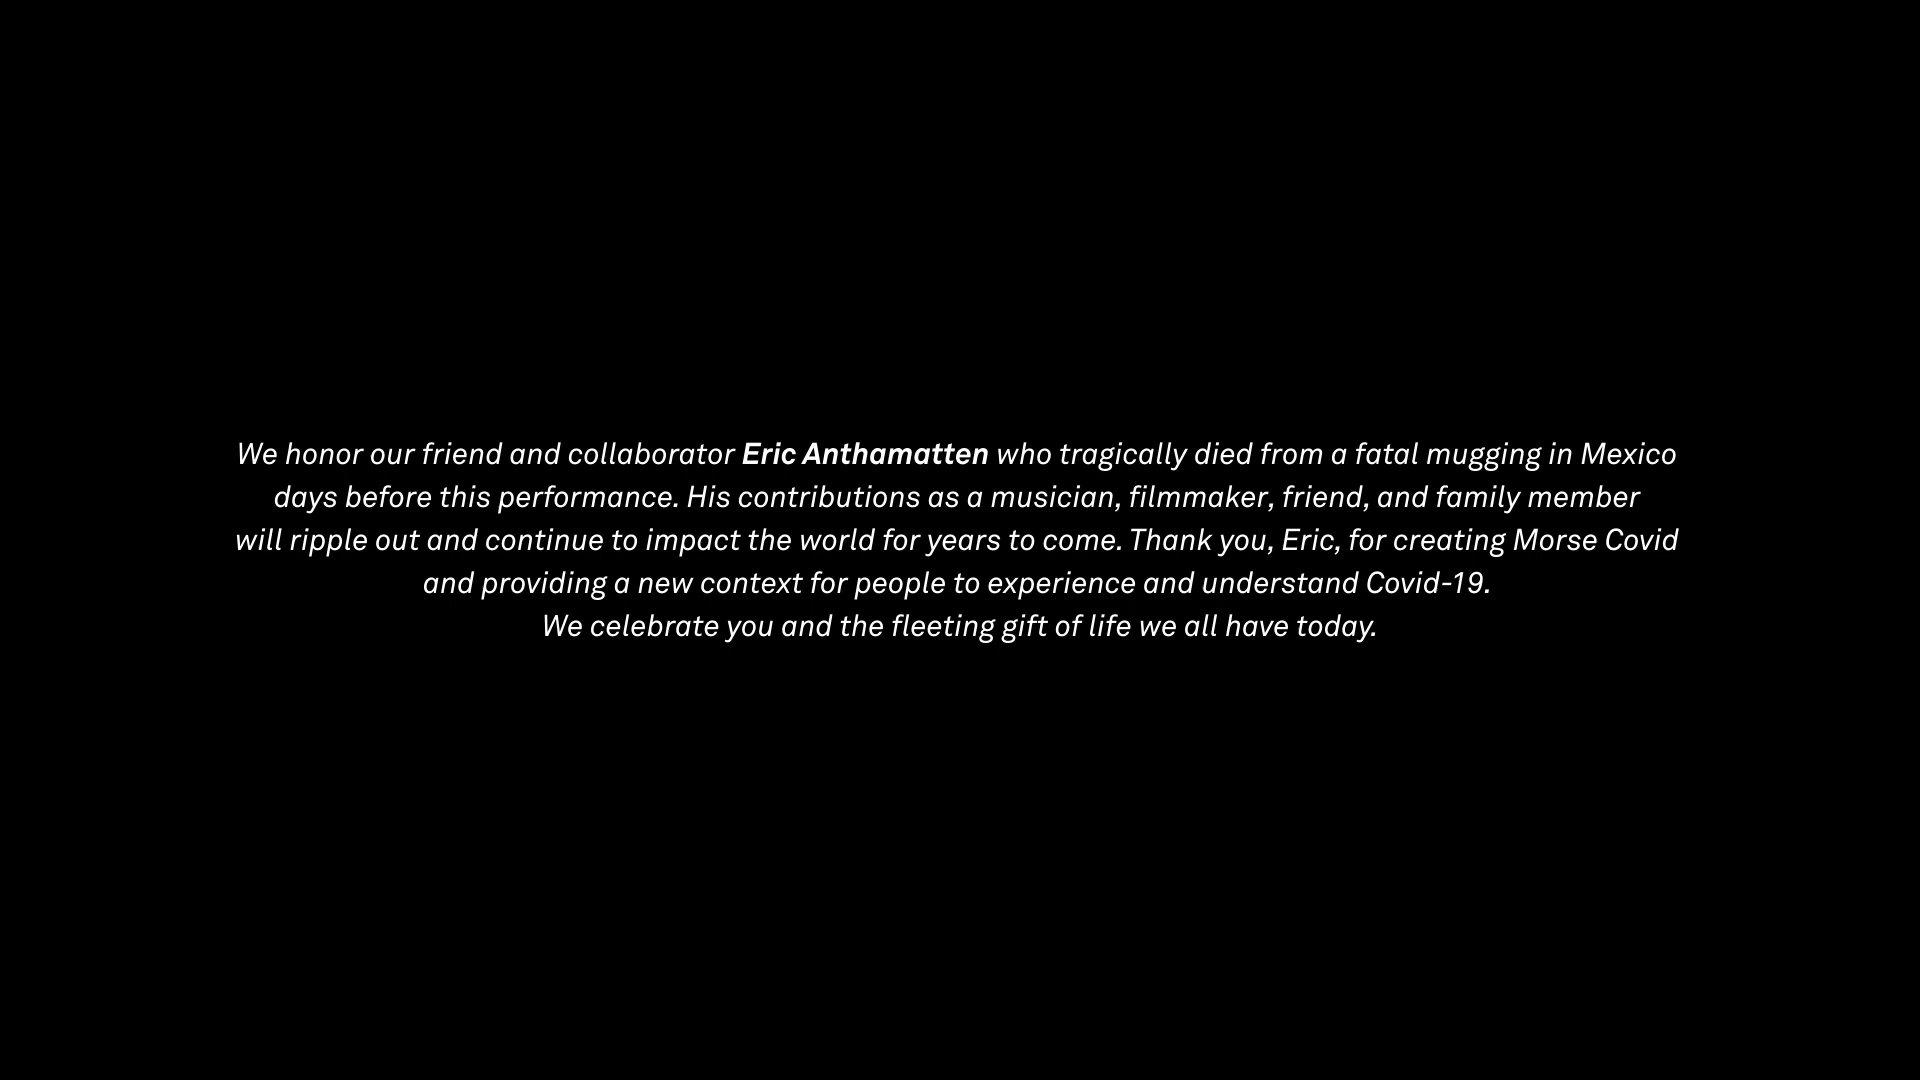 We honor our friend and collaborator Eric Anthamatten who tragically died from a fatal mugging in Mexico
days before this performance. His contributions as a musician, filmmaker, friend, and family member
will ripple out and continue to impact the world for years to come. Thank you, Eric, for creating Morse Covid
and providing a new context for people to experience and understand Covid-19.
We celebrate you and the fleeting gift of life we all have today.